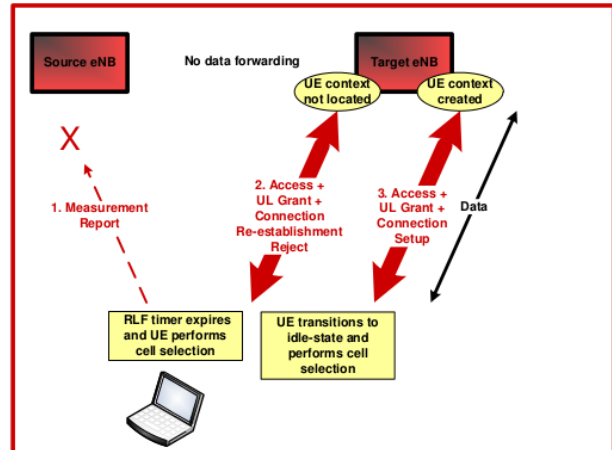 Source eNB
No data forwarding
Target eNB
UE context
not located
UE context
created
X
1. Measurement
Report
2. Access +
UL Grant +
Connection
Re-establishment
Reject
3. Access +
UL Grant +
Connection
Setup
Data
RLF timer expires
and UE performs
cell selection
UE transitions to
idle-state and
performs cell
selection